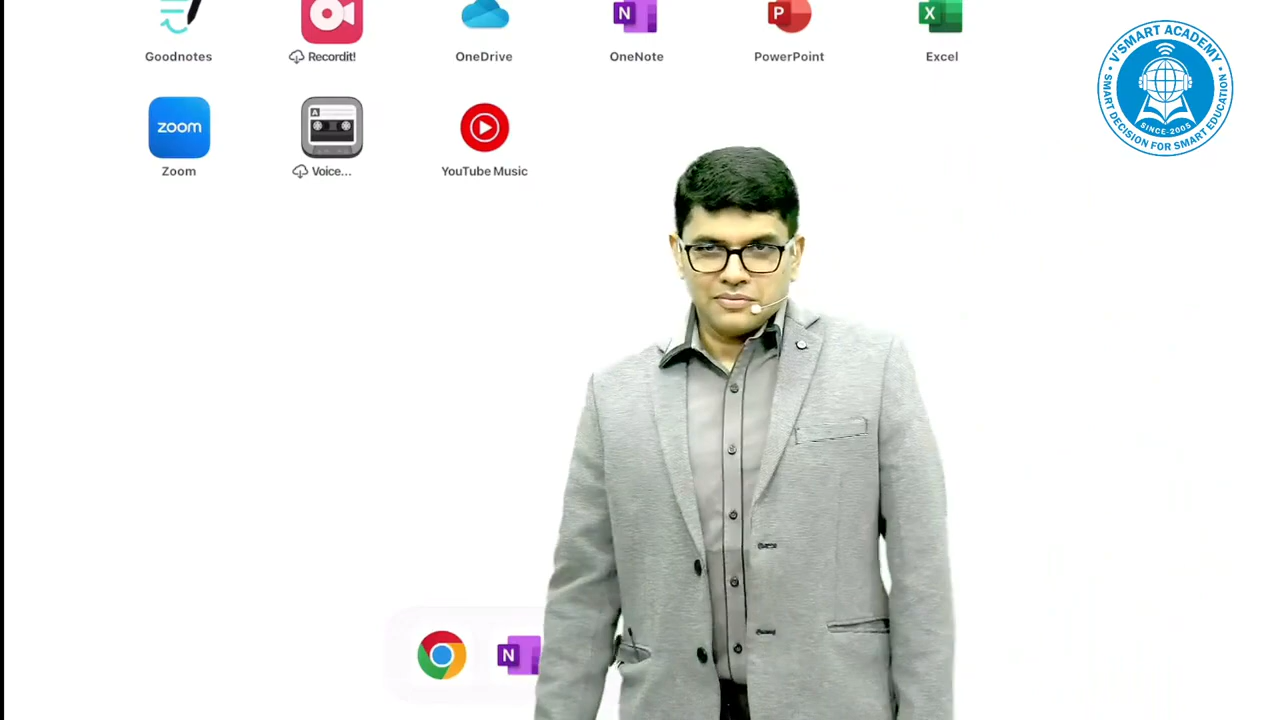 Goodnotes
Recordit!
OneDrive
N
OneNote
P
PowerPoint
X
Excel
V'SMART ACADEMY
SMART DECISION FOR SMART EDUCATION
SINCE-2005
zoom
Zoom
A
Voice...
YouTube Music
N